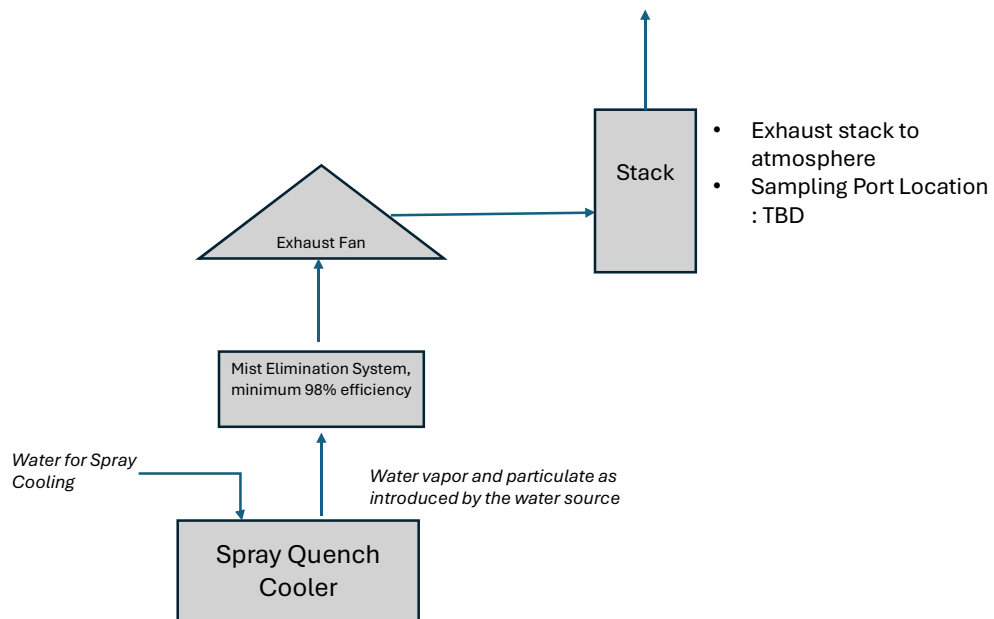 Stack
• Exhaust stack to
atmosphere
• Sampling Port Location
: TBD
Exhaust Fan
Mist Elimination System,
minimum 98% efficiency
Water for Spray
Cooling
Water vapor and particulate as
introduced by the water source
Spray Quench
Cooler